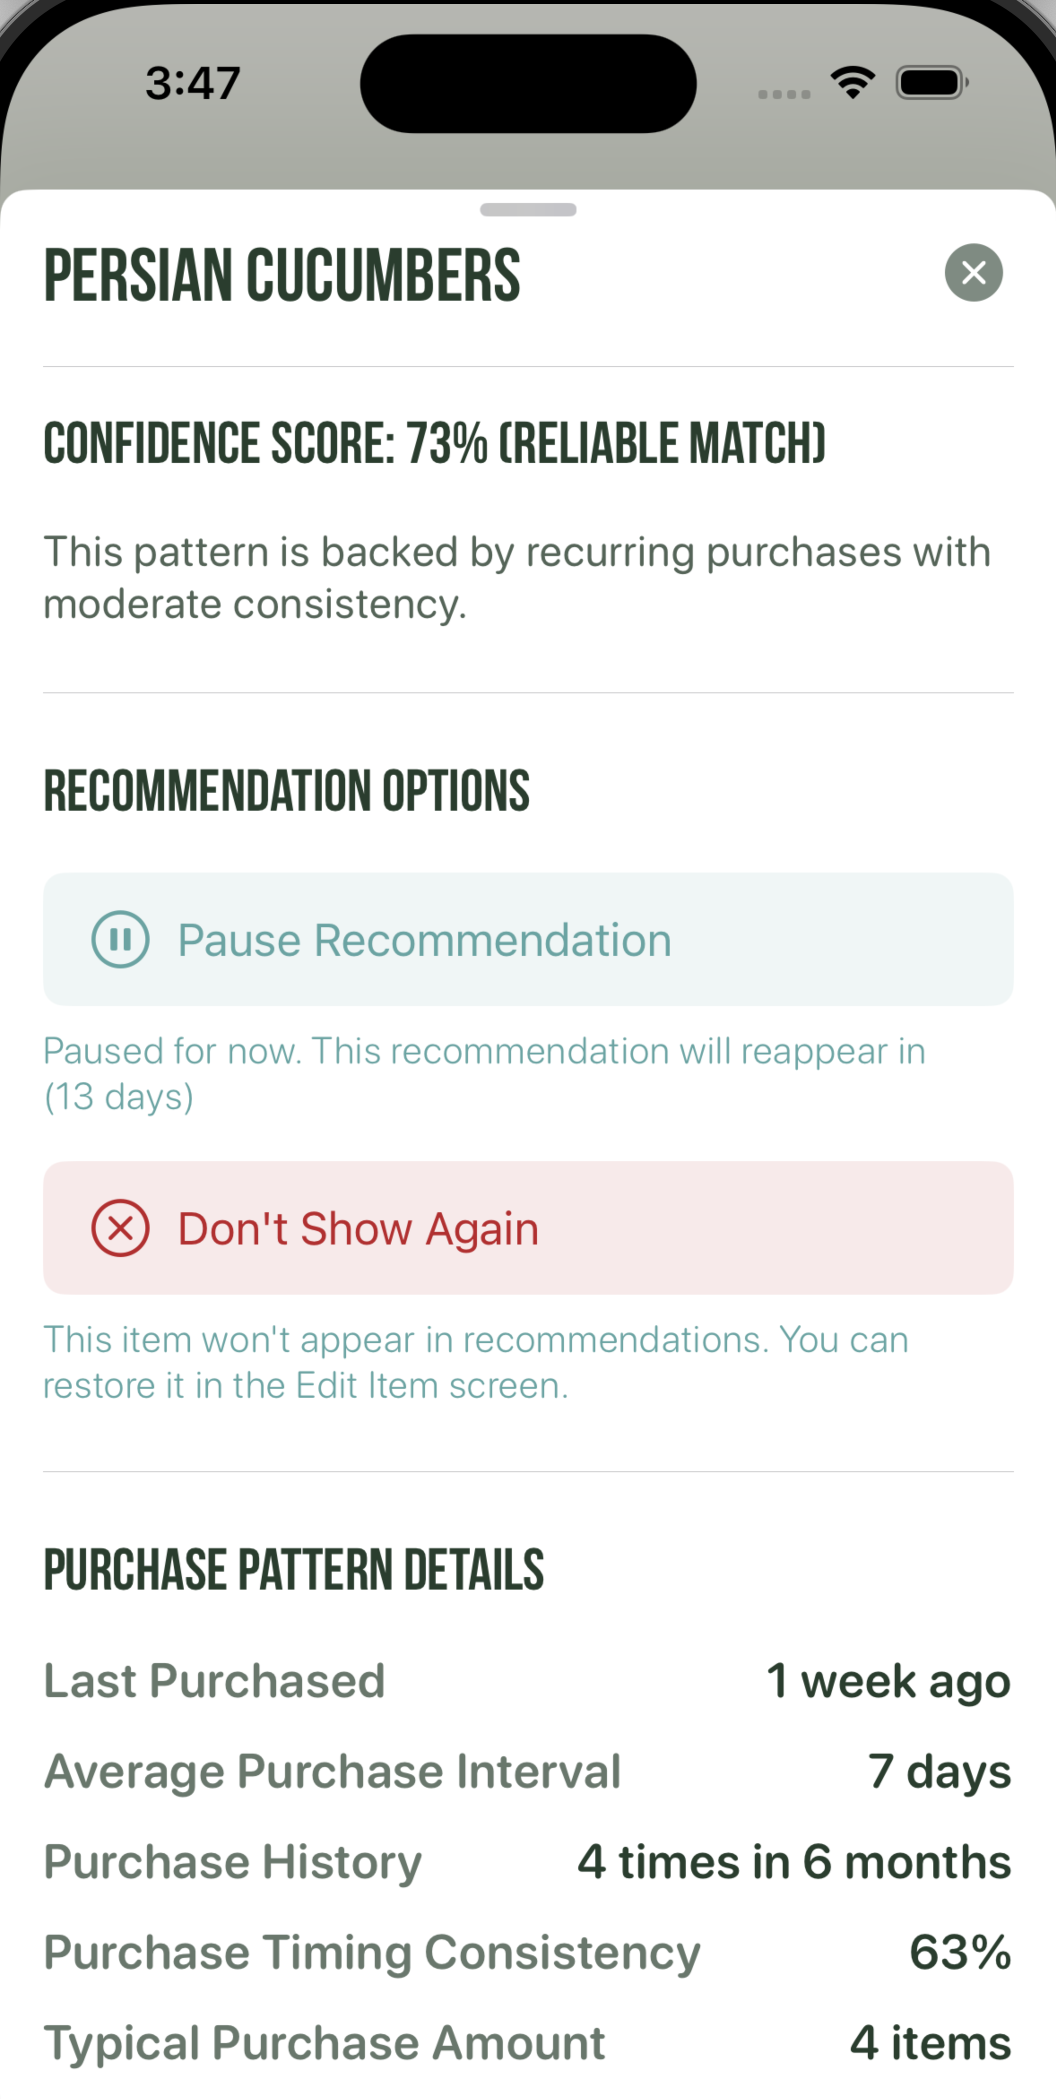 3:47
PERSIAN CUCUMBERS
CONFIDENCE SCORE: 73% (RELIABLE MATCH)
This pattern is backed by recurring purchases with
moderate consistency.
RECOMMENDATION OPTIONS
Pause Recommendation
Paused for now. This recommendation will reappear in
(13 days)
Don't Show Again
This item won't appear in recommendations. You can
restore it in the Edit Item screen.
PURCHASE PATTERN DETAILS
Last Purchased 1 week ago
Average Purchase Interval 7 days
Purchase History 4 times in 6 months
Purchase Timing Consistency 63%
Typical Purchase Amount 4 items